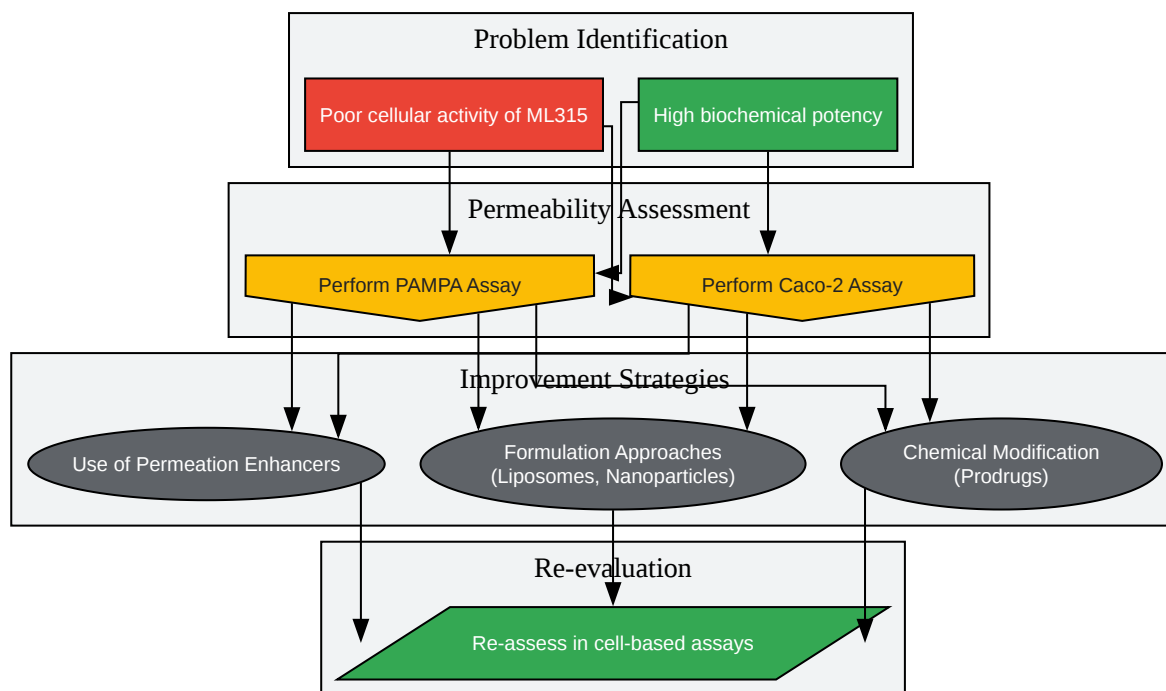 Problem Identification
Poor cellular activity of ML315
High biochemical potency
Permeability Assessment
Perform PAMPA Assay
Perform Caco-2 Assay
Improvement Strategies
Use of Permeation Enhancers
Formulation Approaches
(Liposomes, Nanoparticles)
Chemical Modification
(Prodrugs)
Re-evaluation
Re-assess in cell-based assays